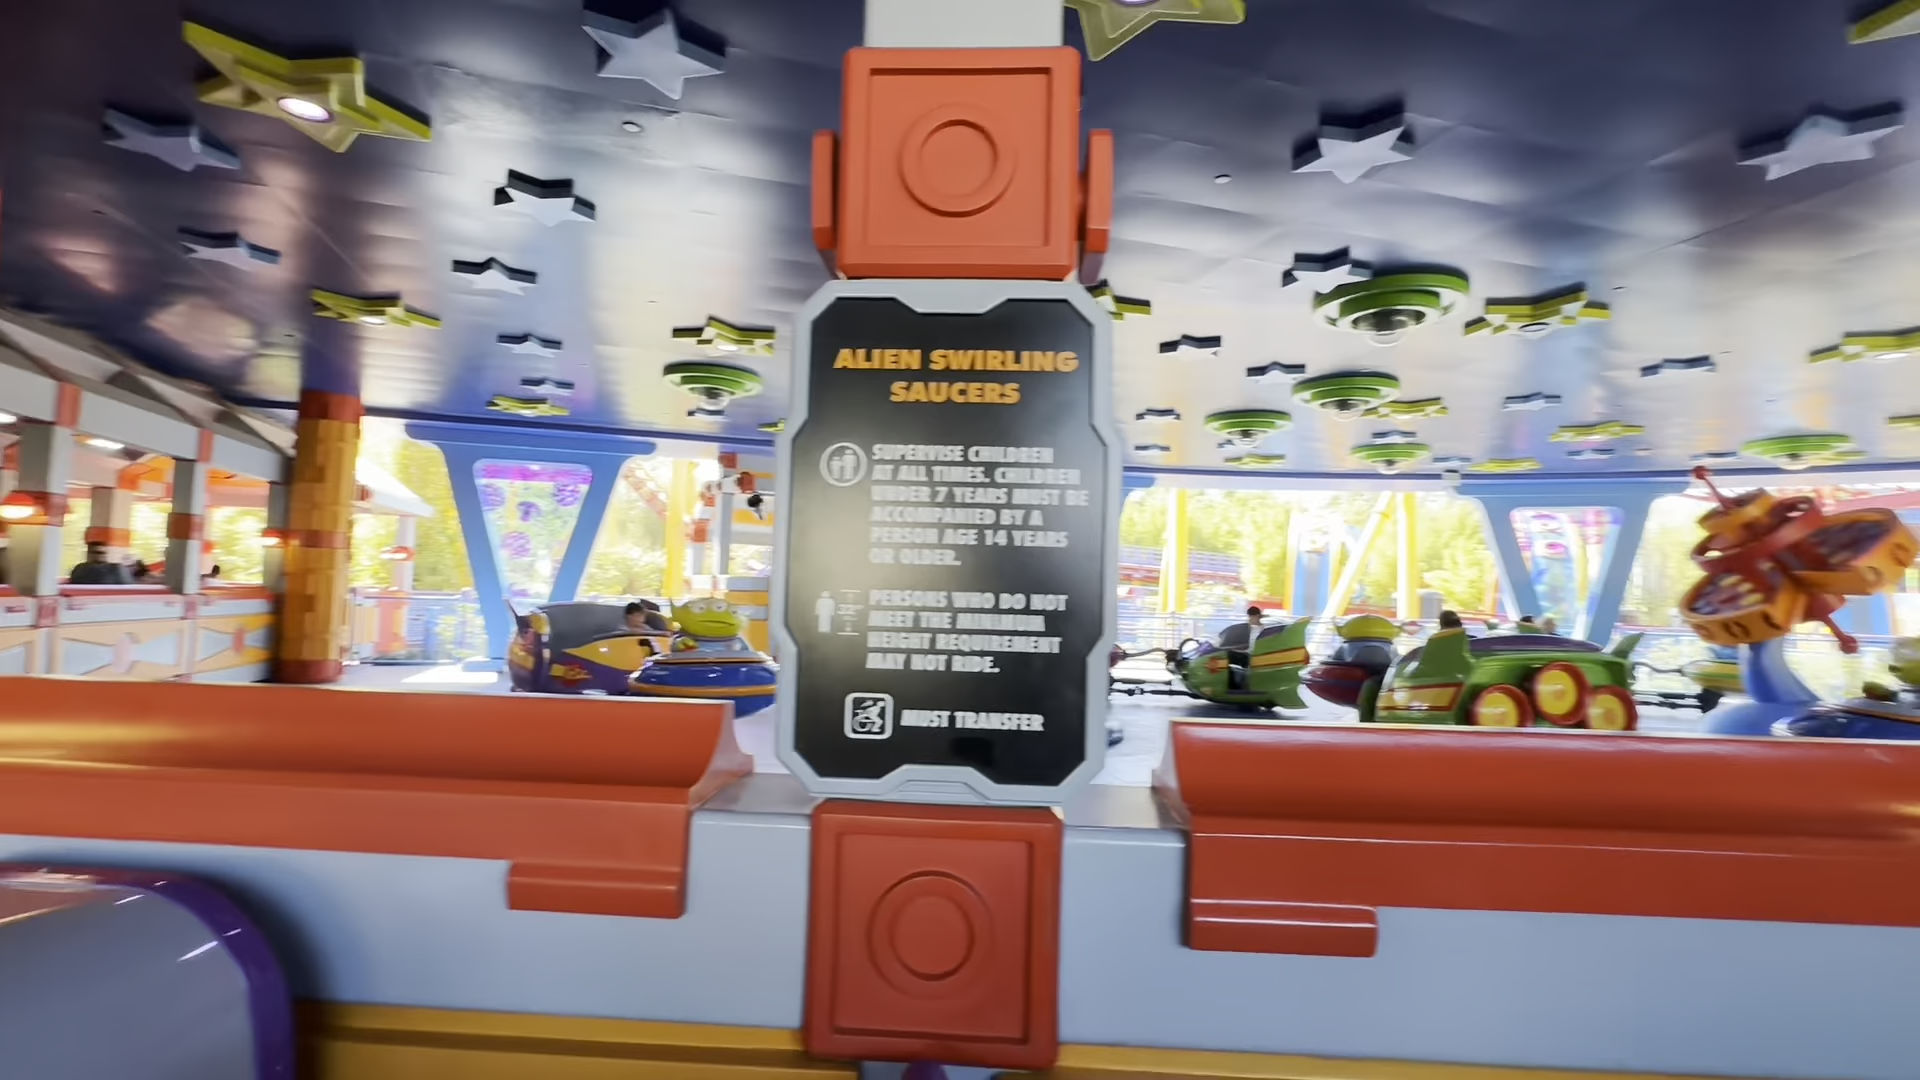 ALIEN SWIRLING
SAUCERS
SUPERVISE CHILDREN
AT ALL TIMES. CHILDREN
UNDER 7 YEARS MUST BE
ACCOMPANIED BY A
PERSON AGE 14 YEARS
OR OLDER.
PERSONS WHO DO NOT
MEET THE MINIMUM
HEIGHT REQUIREMENT
MAY NOT RIDE.
MUST TRANSFER